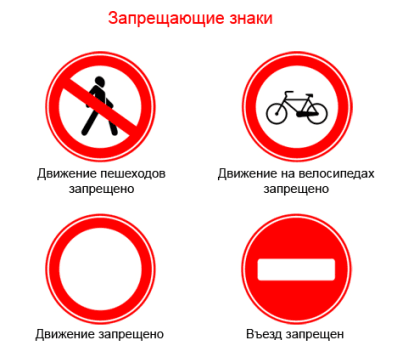 Запрещающие знаки
Движение пешеходов
запрещено
Движение на велосипедах
запрещено
Движение запрещено
Въезд запрещен